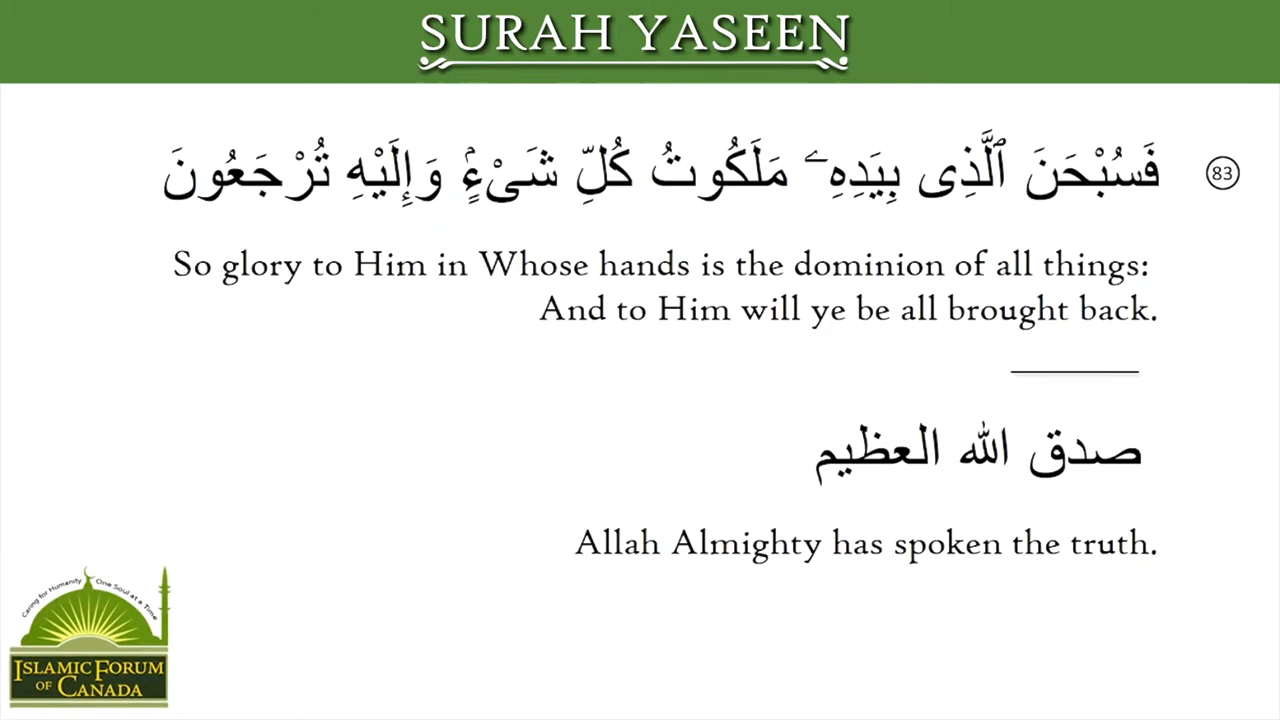 SURAH YASEEN
فَسُبْحَـٰنَ ٱلَّذِى بِيَدِهِۦ مَلَكُوتُ كُلِّ شَىْءٍۢ وَإِلَيْهِ تُرْجَعُونَ 83
So glory to Him in Whose hands is the dominion of all things:
And to Him will ye be all brought back.
صدق الله العظيم
Allah Almighty has spoken the truth.
Caring for Humanity One Soul at a Time
ISLAMIC FORUM
OF CANADA